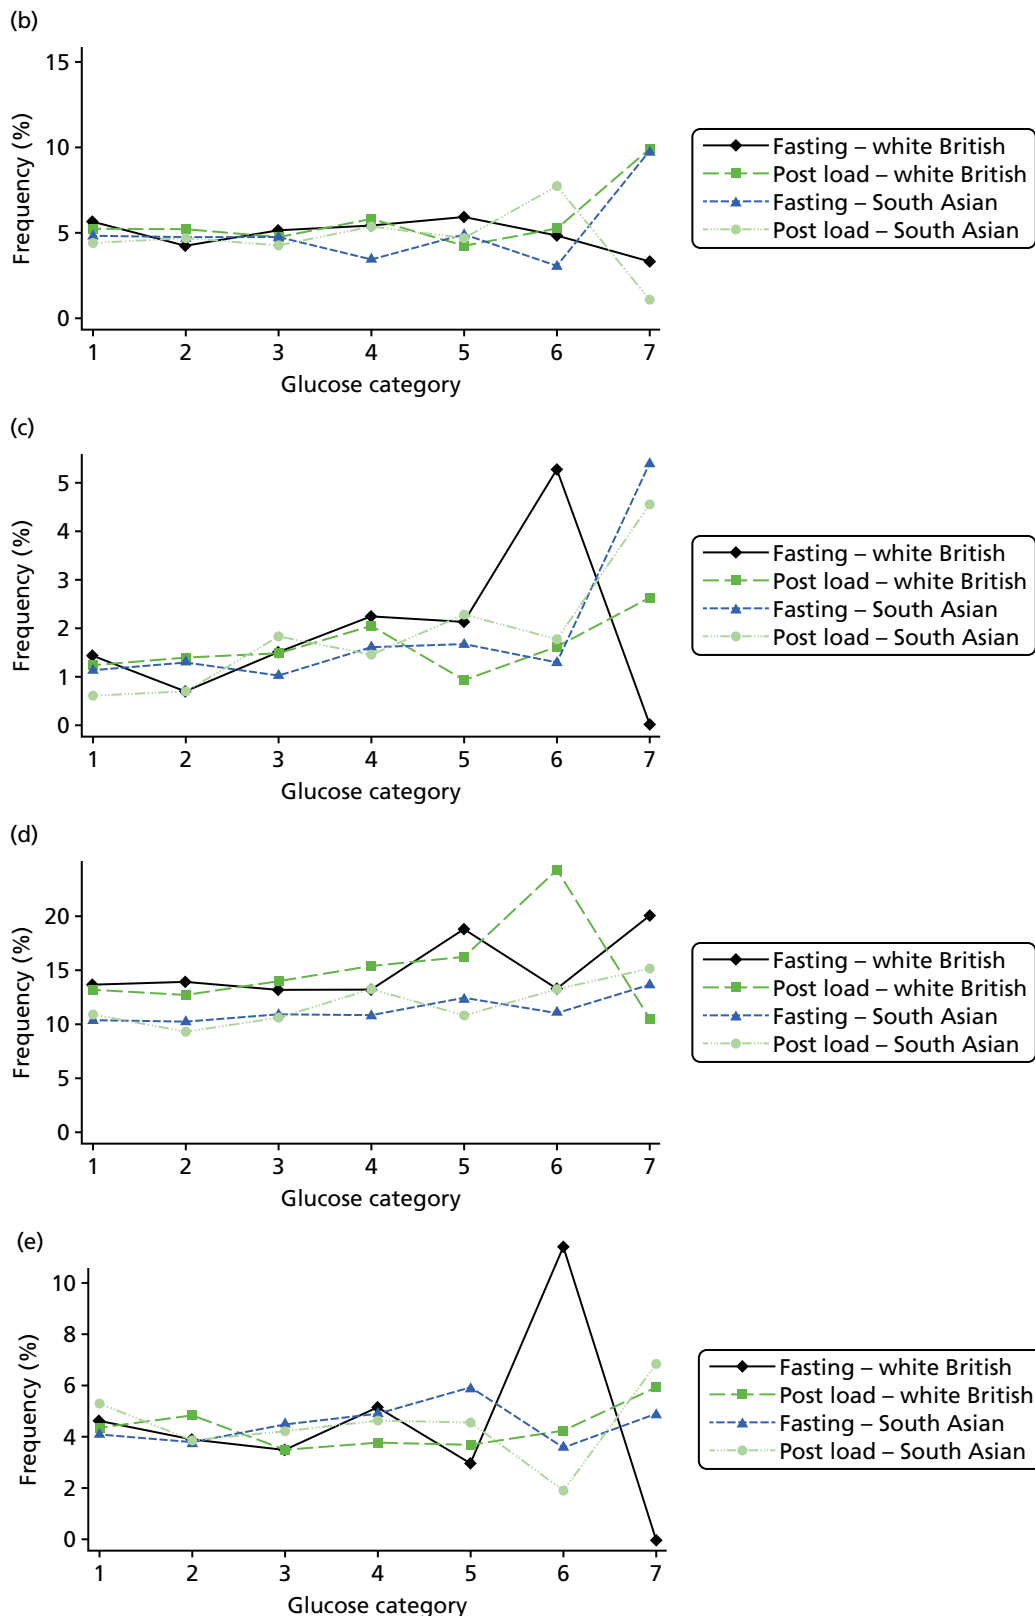 (b)
15
10
5
0
Frequency (%)
1 2 3 4 5 6 7
Glucose category
Fasting – white British
Post load – white British
Fasting – South Asian
Post load – South Asian
(c)
5
4
3
2
1
0
Frequency (%)
1 2 3 4 5 6 7
Glucose category
Fasting – white British
Post load – white British
Fasting – South Asian
Post load – South Asian
(d)
20
15
10
5
0
Frequency (%)
1 2 3 4 5 6 7
Glucose category
Fasting – white British
Post load – white British
Fasting – South Asian
Post load – South Asian
(e)
10
8
6
4
2
0
Frequency (%)
1 2 3 4 5 6 7
Glucose category
Fasting – white British
Post load – white British
Fasting – South Asian
Post load – South Asian